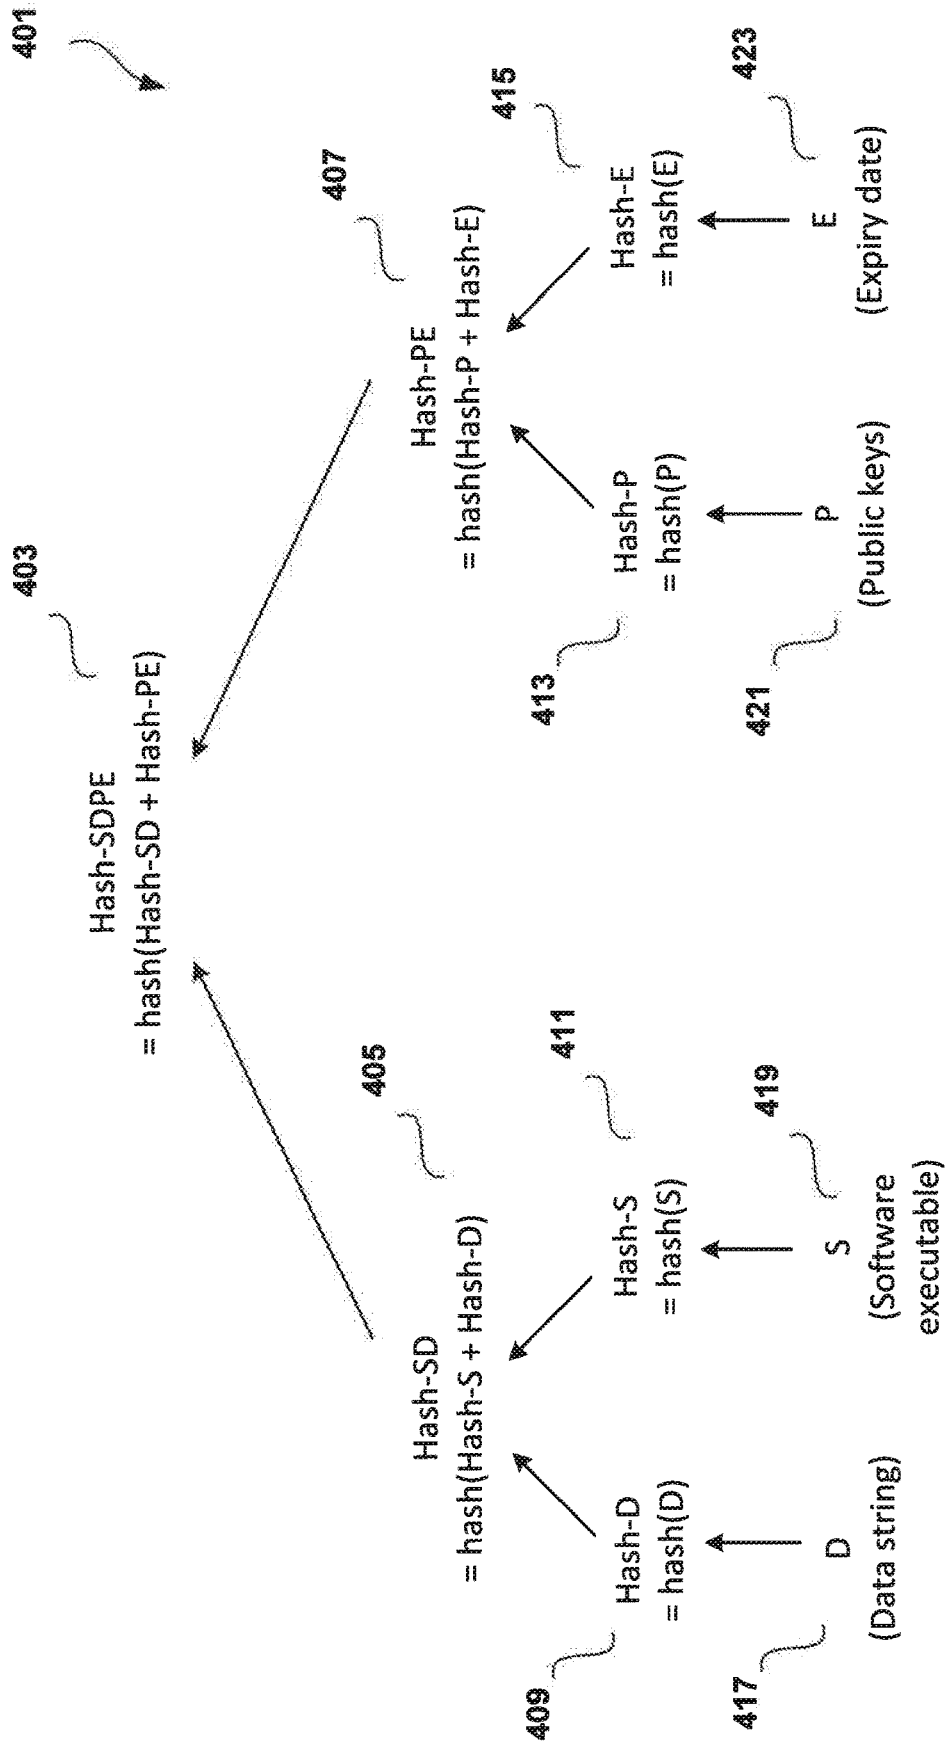 401
403
Hash-SDPE
= hash(Hash-SD + Hash-PE)
405
407
Hash-SD
= hash(Hash-S + Hash-D)
Hash-PE
= hash(Hash-P + Hash-E)
409
411
413
415
Hash-D
= hash(D)
Hash-S
= hash(S)
Hash-P
= hash(P)
Hash-E
= hash(E)
417
419
421
423
D
(Data string)
S
(Software
executable)
P
(Public keys)
E
(Expiry date)